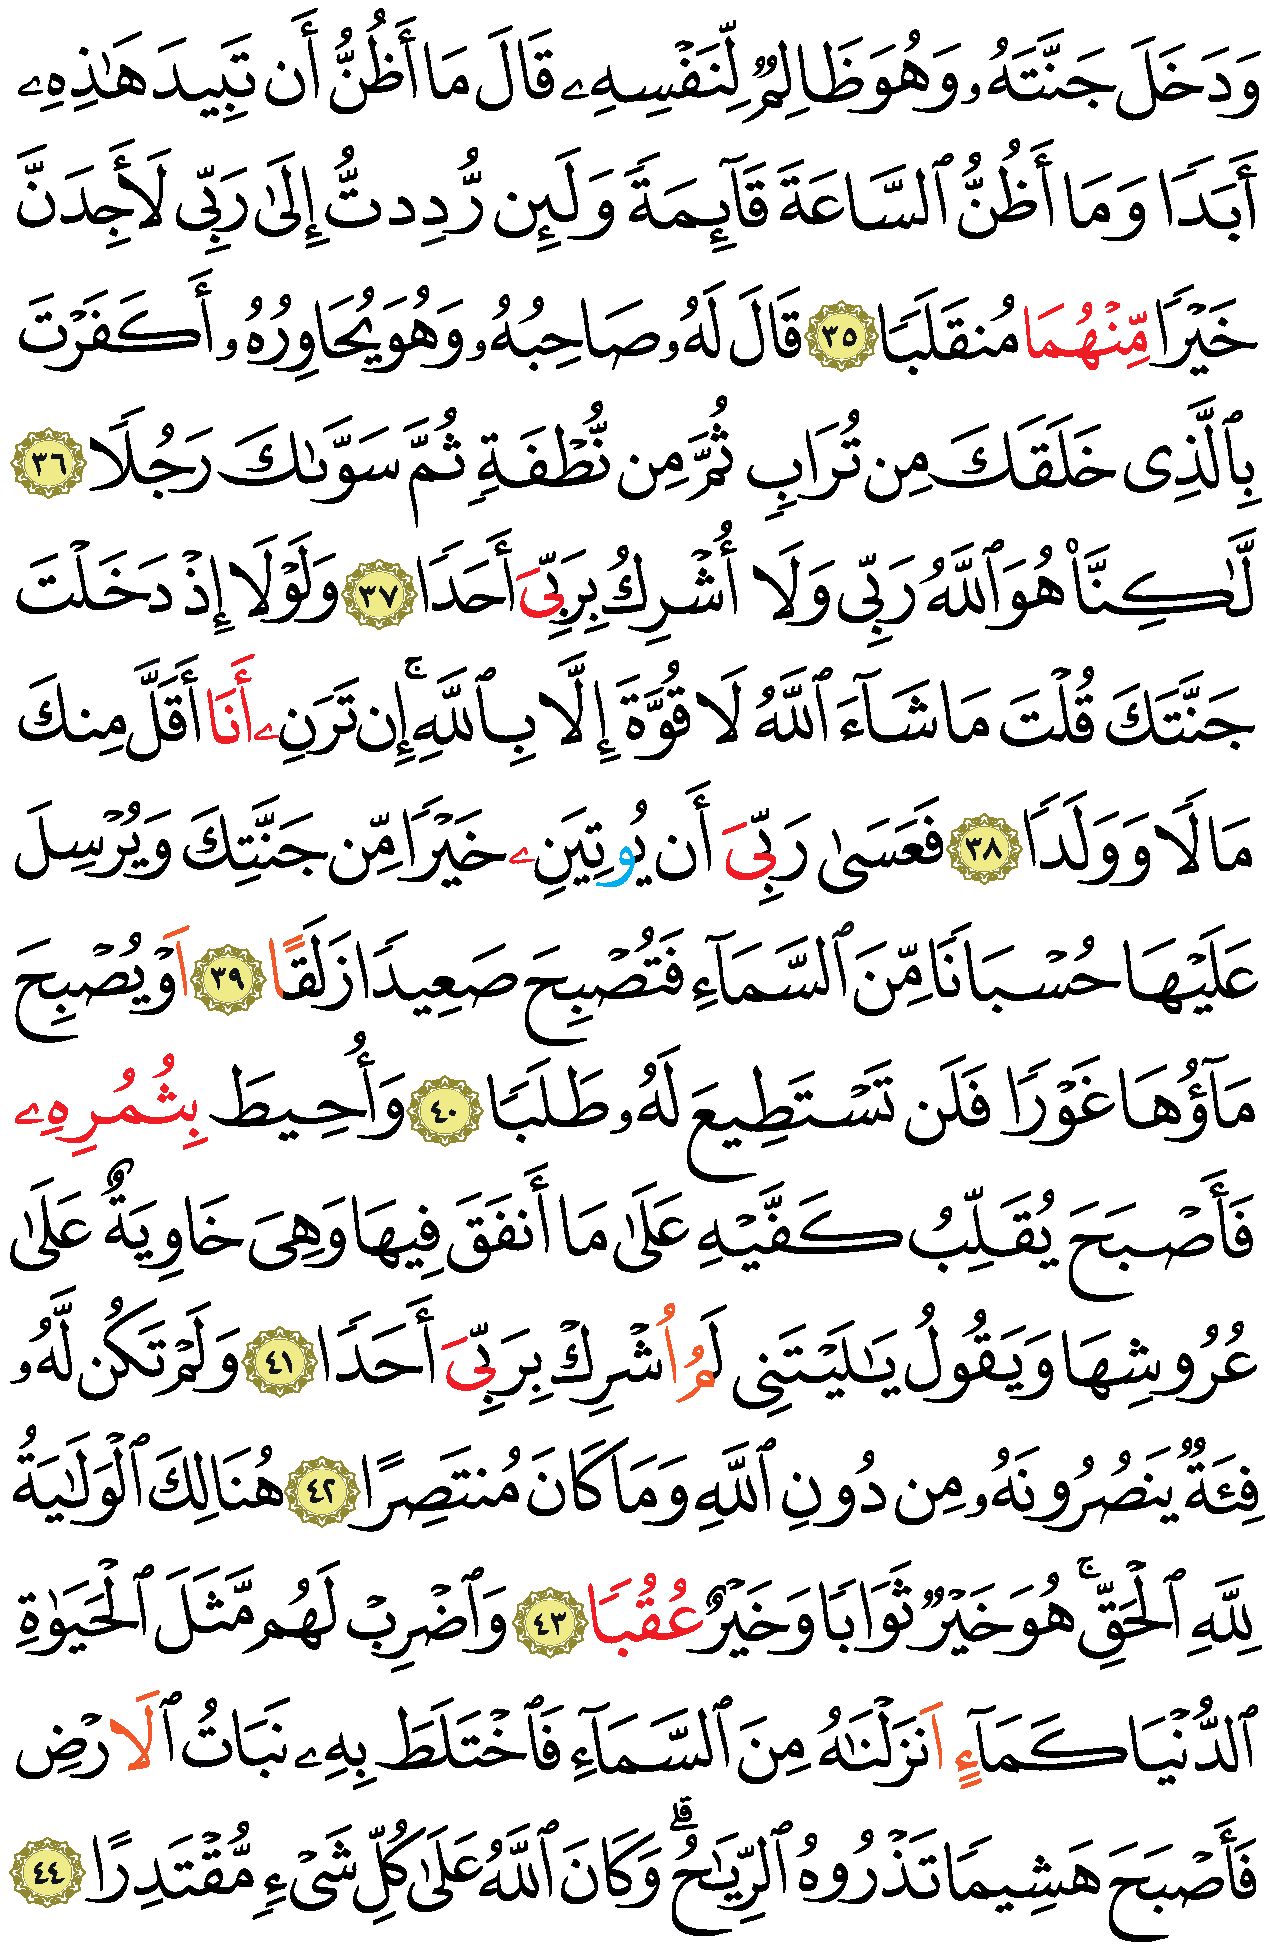 وَدَخَلَ جَنَّتَهُۥ وَهُوَ ظَالِمٌ لِّنَفْسِهِۦ قَالَ مَا أَظُنُّ أَن تَبِيدَ هَٰذِهِۦ
أَبَدًا وَمَا أَظُنُّ ٱلسَّاعَةَ قَآئِمَةً وَلَئِن رُّدِدتُّ إِلَىٰ رَبِّى لَأَجِدَنَّ
خَيْرًا مِّنْهُمَا مُنقَلَبًا ٣٥ قَالَ لَهُۥ صَاحِبُهُۥ وَهُوَ يُحَاوِرُهُۥ أَكَفَرْتَ
بِٱلَّذِى خَلَقَكَ مِن تُرَابٍ ثُمَّ مِن نُّطْفَةٍ ثُمَّ سَوَّىٰكَ رَجُلًا ٣٦
لَّٰكِنَّا۠ هُوَ ٱللَّهُ رَبِّى وَلَا أُشْرِكُ بِرَبِّىَ أَحَدًا ٣٧ وَلَوْلَا إِذْ دَخَلْتَ
جَنَّتَكَ قُلْتَ مَا شَآءَ ٱللَّهُ لَا قُوَّةَ إِلَّا بِٱللَّهِ ۚ إِن تَرَنِۦ أَنَا أَقَلَّ مِنكَ
مَالًا وَوَلَدًا ٣٨ فَعَسَىٰ رَبِّىَ أَن يُوتِيَنِۦ خَيْرًا مِّن جَنَّتِكَ وَيُرْسِلَ
عَلَيْهَا حُسْبَانًا مِّنَ ٱلسَّمَآءِ فَتُصْبِحَ صَعِيدًا زَلَقًا ٣٩ اَوْ يُصْبِحَ
مَآؤُهَا غَوْرًا فَلَن تَسْتَطِيعَ لَهُۥ طَلَبًا ٤٠ وَأُحِيطَ بِثُمُرِهِۦ
فَأَصْبَحَ يُقَلِّبُ كَفَّيْهِ عَلَىٰ مَا أَنفَقَ فِيهَا وَهِىَ خَاوِيَةٌ عَلَىٰ
عُرُوشِهَا وَيَقُولُ يَٰلَيْتَنِى لَمُ اُشْرِكْ بِرَبِّىَ أَحَدًا ٤١ وَلَمْ تَكُن لَّهُۥ
فِئَةٌ يَنصُرُونَهُۥ مِن دُونِ ٱللَّهِ وَمَا كَانَ مُنتَصِرًا ٤٢ هُنَالِكَ ٱلْوَلَٰيَةُ
لِلَّهِ ٱلْحَقِّ ۚ هُوَ خَيْرٌ ثَوَابًا وَخَيْرٌ عُقُبًا ٤٣ وَٱضْرِبْ لَهُم مَّثَلَ ٱلْحَيَوٰةِ
ٱلدُّنْيَا كَمَآءٍ اَنزَلْنَٰهُ مِنَ ٱلسَّمَآءِ فَٱخْتَلَطَ بِهِۦ نَبَاتُ ٱلَارْضِ
فَأَصْبَحَ هَشِيمًا تَذْرُوهُ ٱلرِّيَٰحُ ۗ وَكَانَ ٱللَّهُ عَلَىٰ كُلِّ شَىْءٍ مُّقْتَدِرًا ٤٤